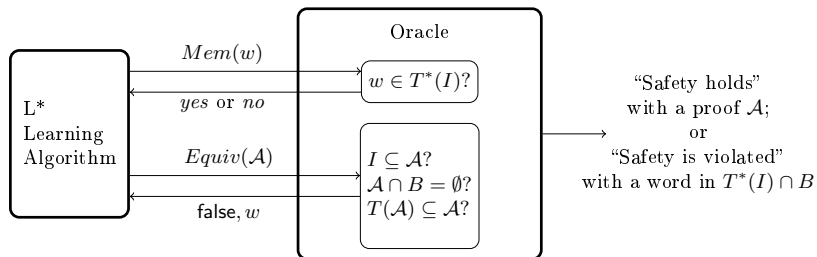 Oracle
Mem(w)
w ∈ T*(I)?
yes or no
L*
Learning
Algorithm
Equiv(𝒜)
I ⊆ 𝒜?
𝒜 ∩ B = ∅?
T(𝒜) ⊆ 𝒜?
false, w
“Safety holds”
with a proof 𝒜;
or
“Safety is violated”
with a word in T*(I) ∩ B